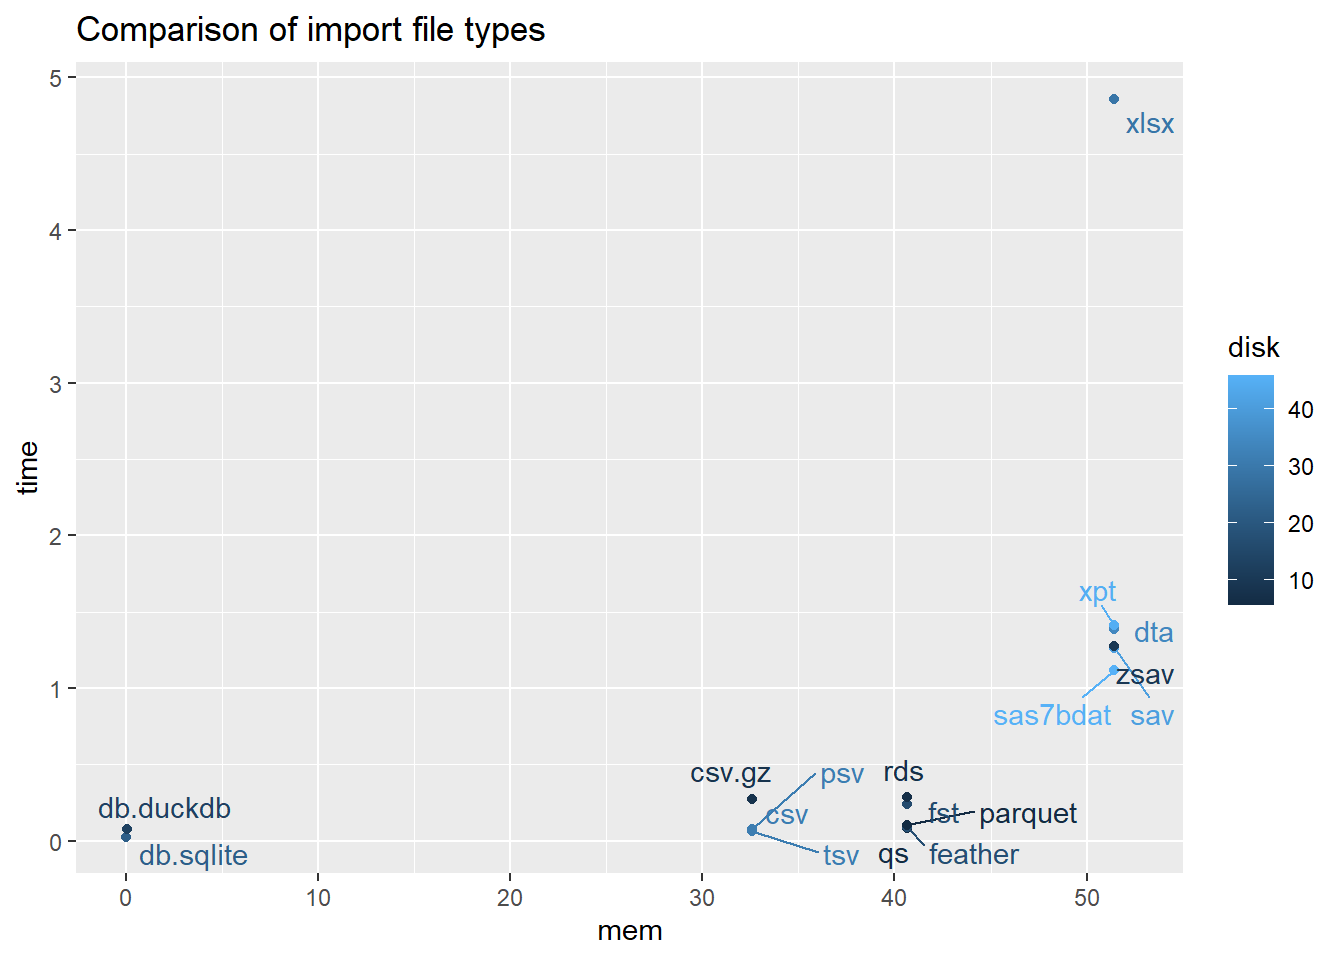 Comparison of import file types
5
4
3
2
1
0
time
xlsx
xpt
dta
zsav
sas7bdat
sav
csv.gz
psv
rds
db.duckdb
csv
fst
parquet
db.sqlite
tsv
qs
feather
0
10
20
30
40
50
mem
disk
40
30
20
10